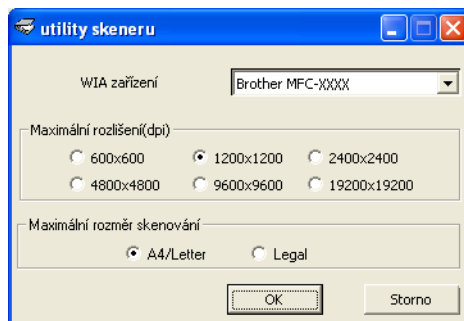 utility skeneru
WIA zařízení Brother MFC-XXXX
Maximální rozlišení(dpi)
600x600 1200x1200 2400x2400
4800x4800 9600x9600 19200x19200
Maximální rozměr skenování
A4/Letter Legal
OK Storno